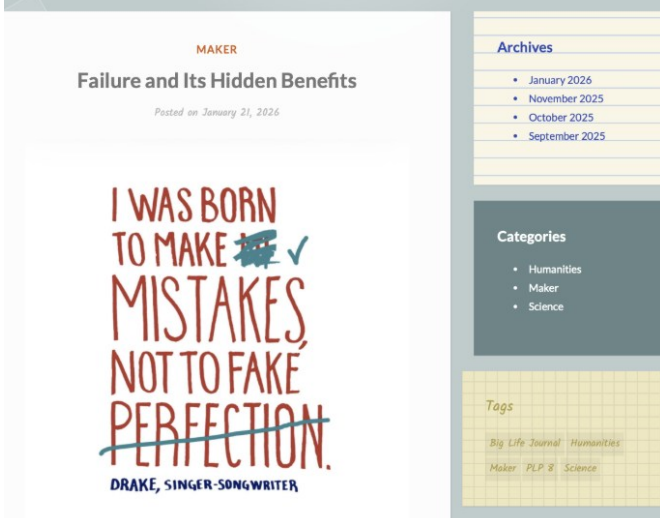 MAKER
Failure and Its Hidden Benefits
Posted on January 21, 2026
I WAS BORN
TO MAKE
MISTAKES,
NOT TO FAKE
PERFECTION.
DRAKE, SINGER-SONGWRITER
Archives
January 2026
November 2025
October 2025
September 2025
Categories
Humanities
Maker
Science
Tags
Big Life Journal Humanities
Maker PLP 8 Science